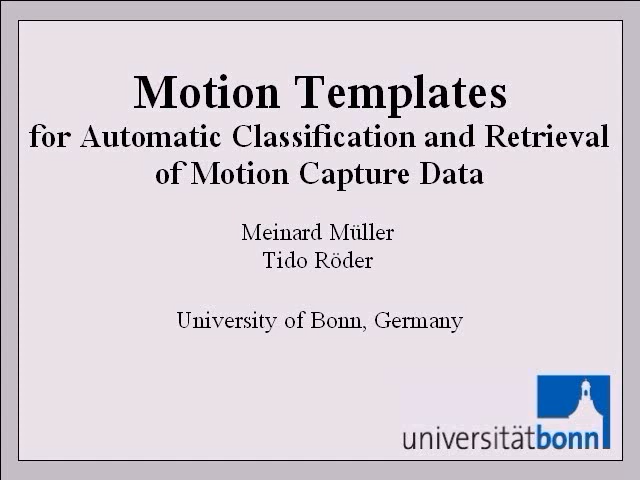 Motion Templates
for Automatic Classification and Retrieval
of Motion Capture Data
Meinard Müller
Tido Röder
University of Bonn, Germany
universitätbonn